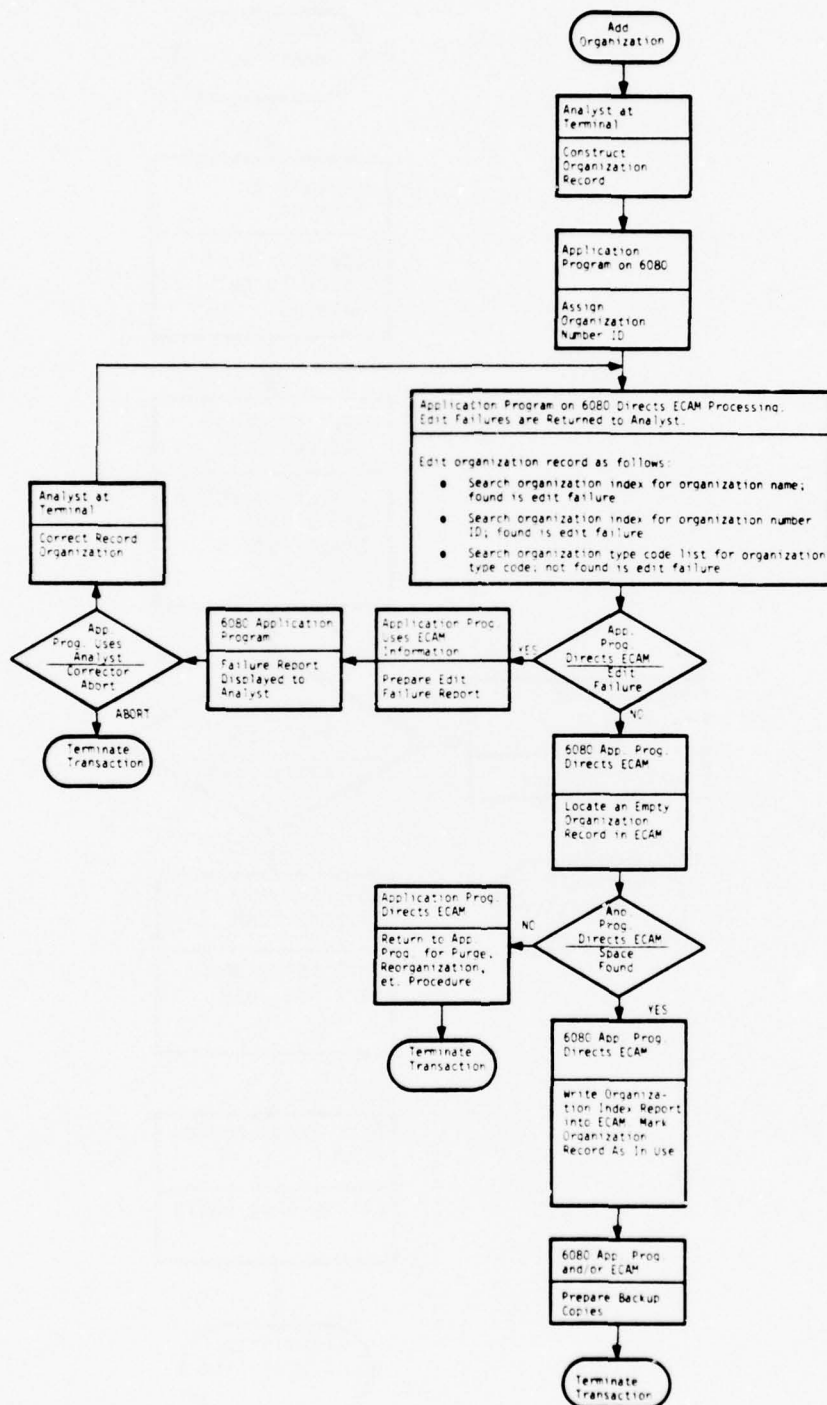 Add
Organization
Analyst at
Terminal
Construct
Organization
Record
Application
Program on 6080
Assign
Organization
Number ID
Application Program on 6080 Directs ECAM Processing.
Edit Failures are Returned to Analyst.
Edit organization record as follows:
● Search organization index for organization name;
found is edit failure
● Search organization index for organization number
ID; found is edit failure
● Search organization type code list for organization
type code; not found is edit failure
Analyst at
Terminal
Correct Record
Organization
App.
Prog. Uses
Analyst
Corrector
Abort
ABORT
Terminate
Transaction
6080 Application
Program
Failure Report
Displayed to
Analyst
Application Prog.
Uses ECAM
Information
Prepare Edit
Failure Report
YES
App.
Prog.
Directs ECAM
Edit
Failure
NO
6080 App. Prog.
Directs ECAM
Locate an Empty
Organization
Record in ECAM
Application Prog.
Directs ECAM
Return to App.
Prog. for Purge,
Reorganization,
et. Procedure
Terminate
Transaction
NO
App.
Prog.
Directs ECAM
Space
Found
YES
6080 App. Prog.
Directs ECAM
Write Organiza-
tion Index Report
into ECAM. Mark
Organization
Record As In Use
6080 App. Prog.
and/or ECAM
Prepare Backup
Copies
Terminate
Transaction